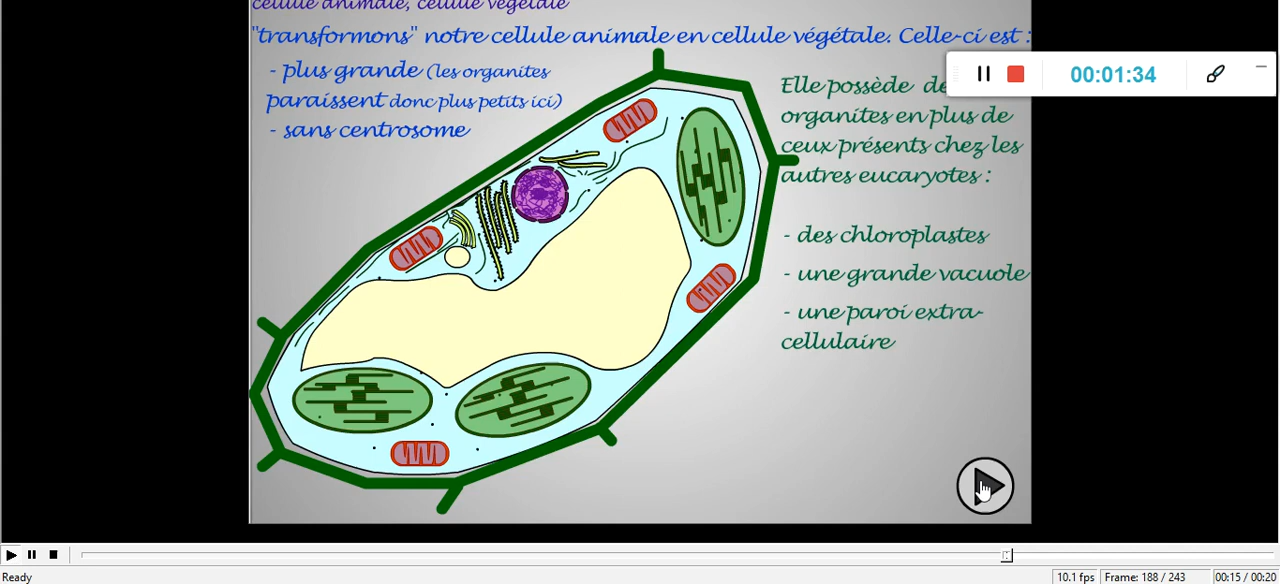 cellule animale, cellule végétale
"transformons" notre cellule animale en cellule végétale. Celle-ci est :
- plus grande (les organites
paraissent donc plus petits ici)
- sans centrosome
00:01:34
Elle possède de
organites en plus de
ceux présents chez les
autres eucaryotes :
- des chloroplastes
- une grande vacuole
- une paroi extra-
cellulaire
Ready
10.1 fps
Frame: 188 / 243
00:15 / 00:20